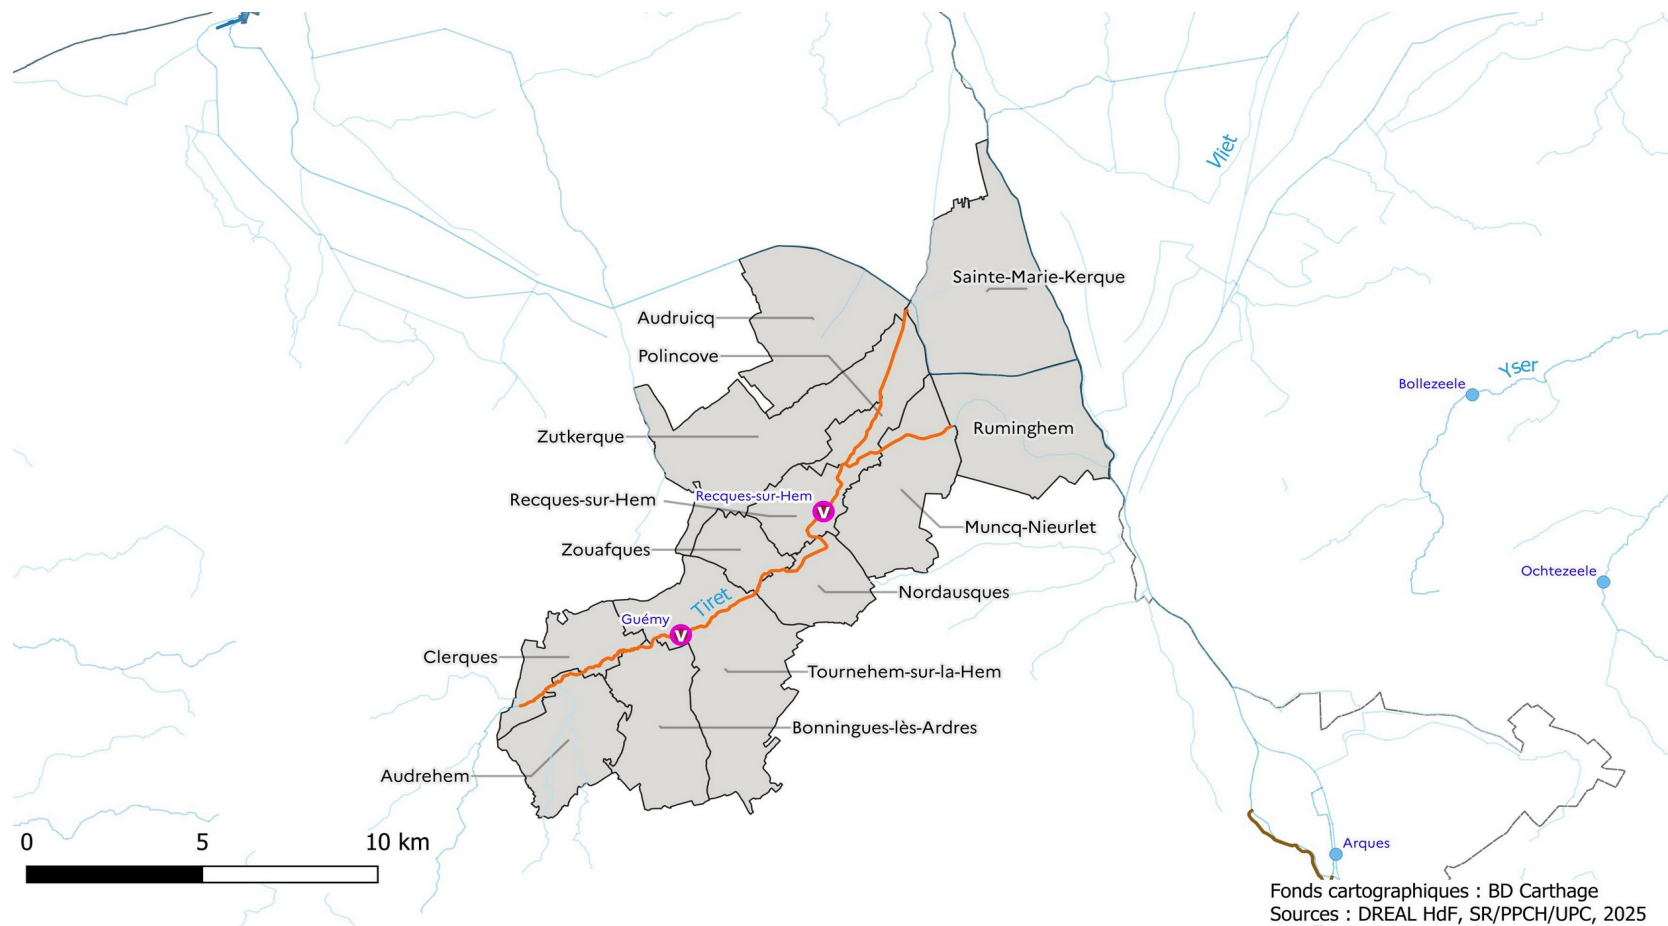 Vliet
Sainte-Marie-Kerque
Audruicq
Polincove
Yser
Bollezeele
Zutkerque
Ruminghem
Recques-sur-Hem
Recques-sur-Hem
V
Muncq-Nieurlet
Zouafques
Ochtezeele
Nordausques
Tiret
Guémy
V
Clerques
Tournehem-sur-la-Hem
Bonningues-lès-Ardres
Audrehem
0 5 10 km
Arques
Fonds cartographiques : BD Carthage
Sources : DREAL HdF, SR/PPCH/UPC, 2025